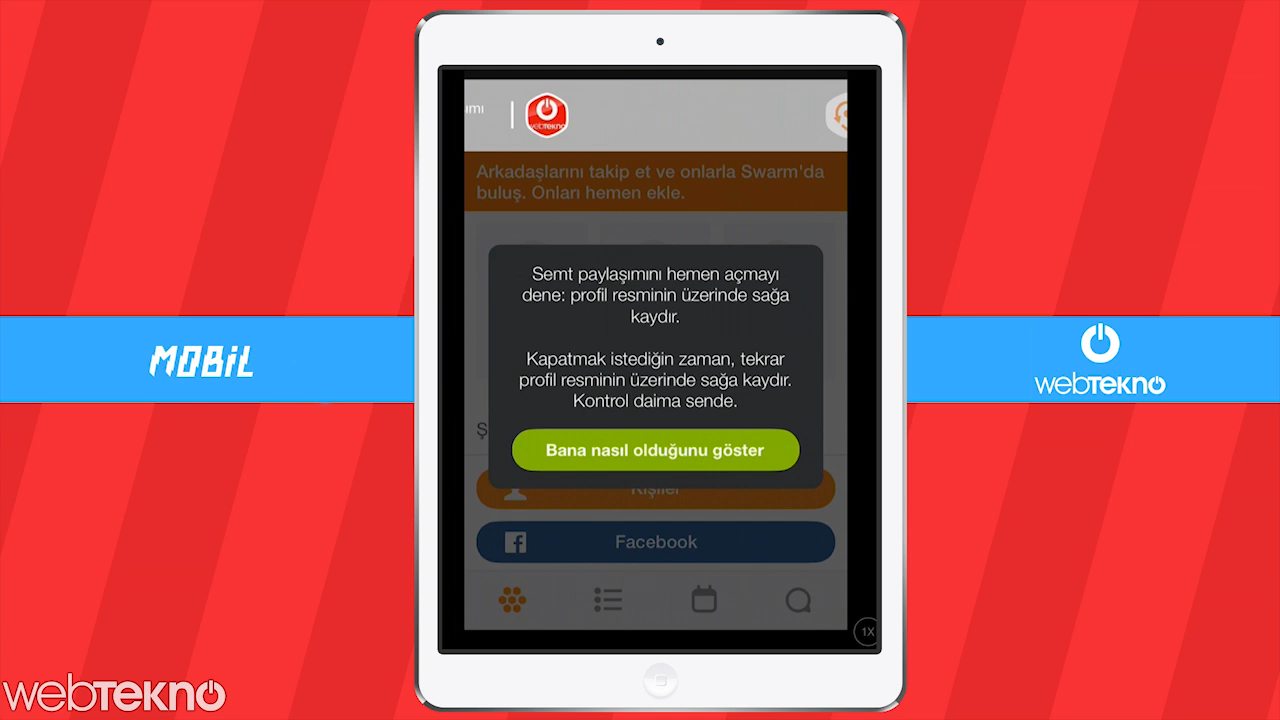 ımı
webTEKNO
Arkadaşlarını takip et ve onlarla Swarm'da
buluş. Onları hemen ekle.
Semt paylaşımını hemen açmayı
dene: profil resminin üzerinde sağa
kaydır.
Kapatmak istediğin zaman, tekrar
profil resminin üzerinde sağa kaydır.
Kontrol daima sende.
Ş
Bana nasıl olduğunu göster
Kişiler
Facebook
1X
MOBİL
webTEKNO
webTEKNO